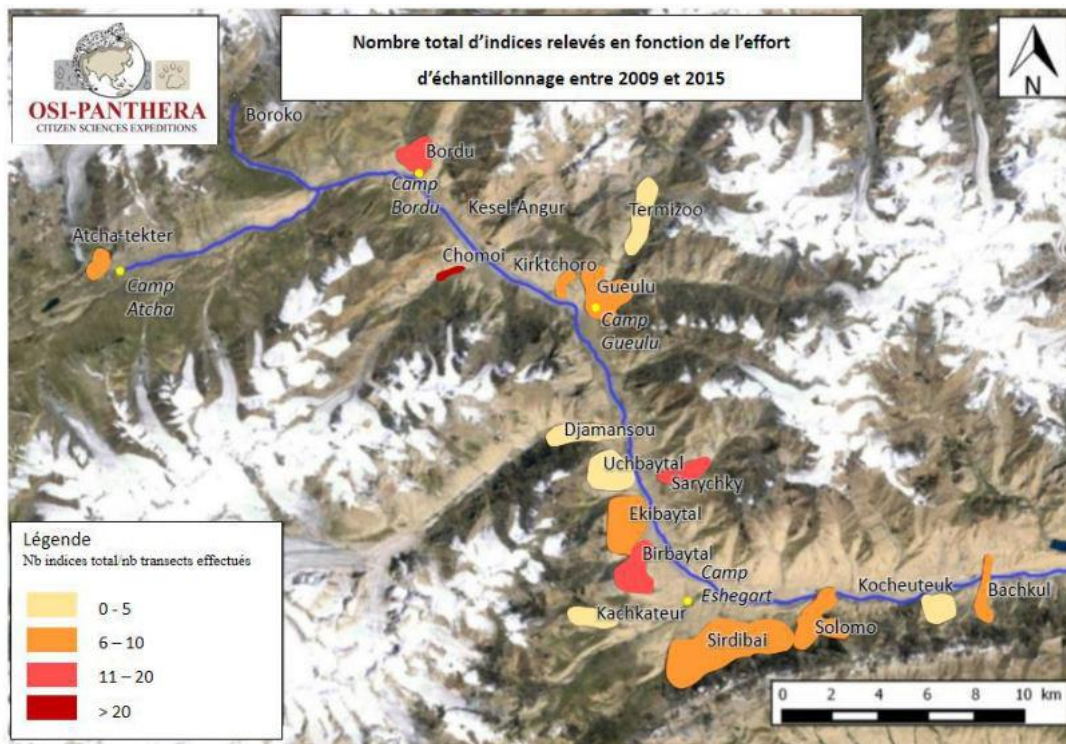 Nombre total d'indices relevés en fonction de l'effort
d'échantillonnage entre 2009 et 2015
N
OSI-PANTHERA
CITIZEN SCIENCES EXPEDITIONS
Boroko
Bordu
Camp
Bordu
Kesel-Angur
Termizoo
Atcha-tekter
Camp
Atcha
Chomoi
Kirktchoro
Gueulu
Camp
Gueulu
Djamansou
Uchbaytal
Sarychky
Ekibaytal
Birbaytal
Camp
Eshegart
Kachkateur
Kocheuteuk
Bachkul
Sirdibai
Solomo
Légende
Nb indices total/nb transects effectués
0 - 5
6 – 10
11 – 20
> 20
0 2 4 6 8 10 km